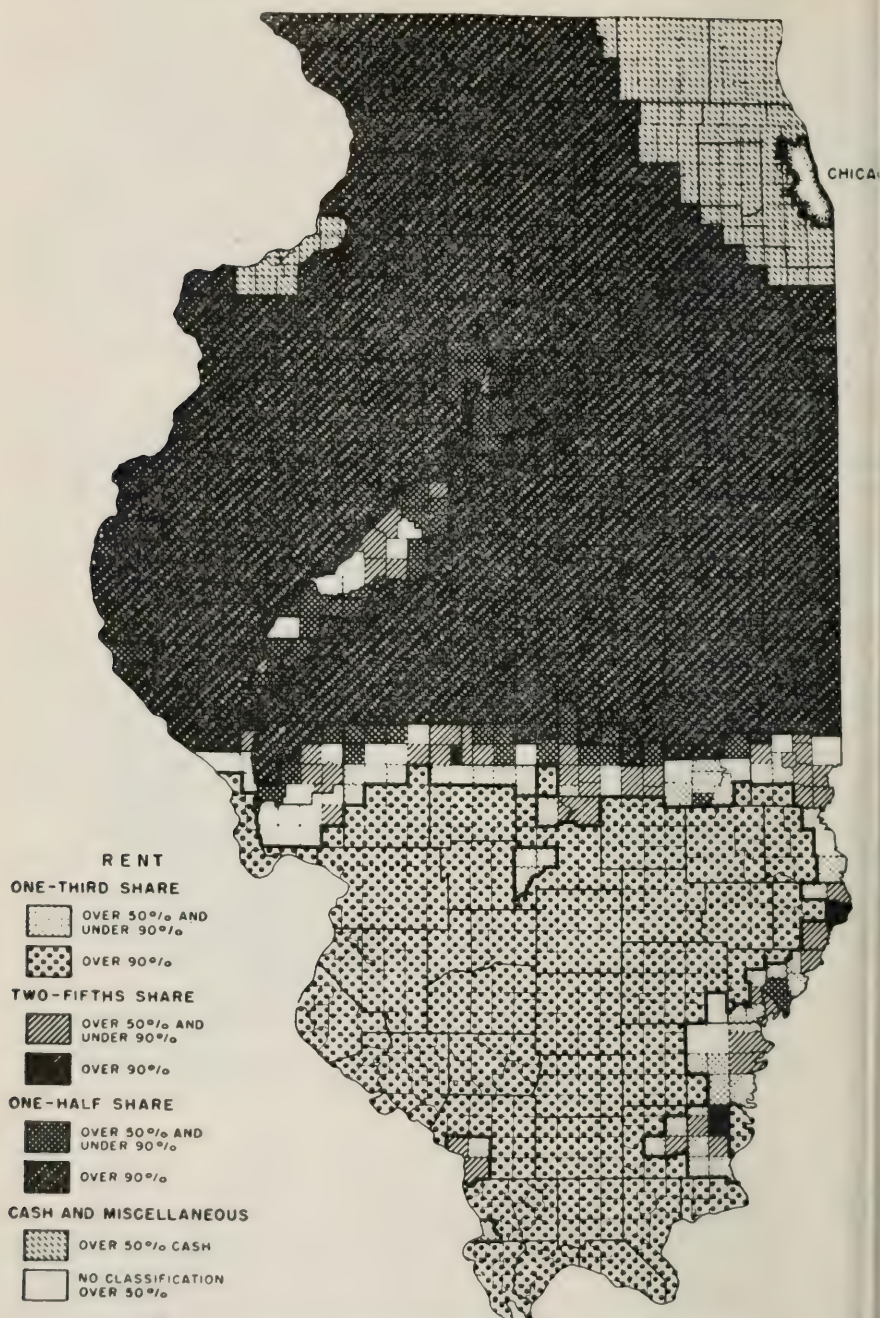 CHICA
RENT
ONE-THIRD SHARE
OVER 50% AND
UNDER 90%
OVER 90%
TWO-FIFTHS SHARE
OVER 50% AND
UNDER 90%
OVER 90%
ONE-HALF SHARE
OVER 50% AND
UNDER 90%
OVER 90%
CASH AND MISCELLANEOUS
OVER 50% CASH
NO CLASSIFICATION
OVER 50%